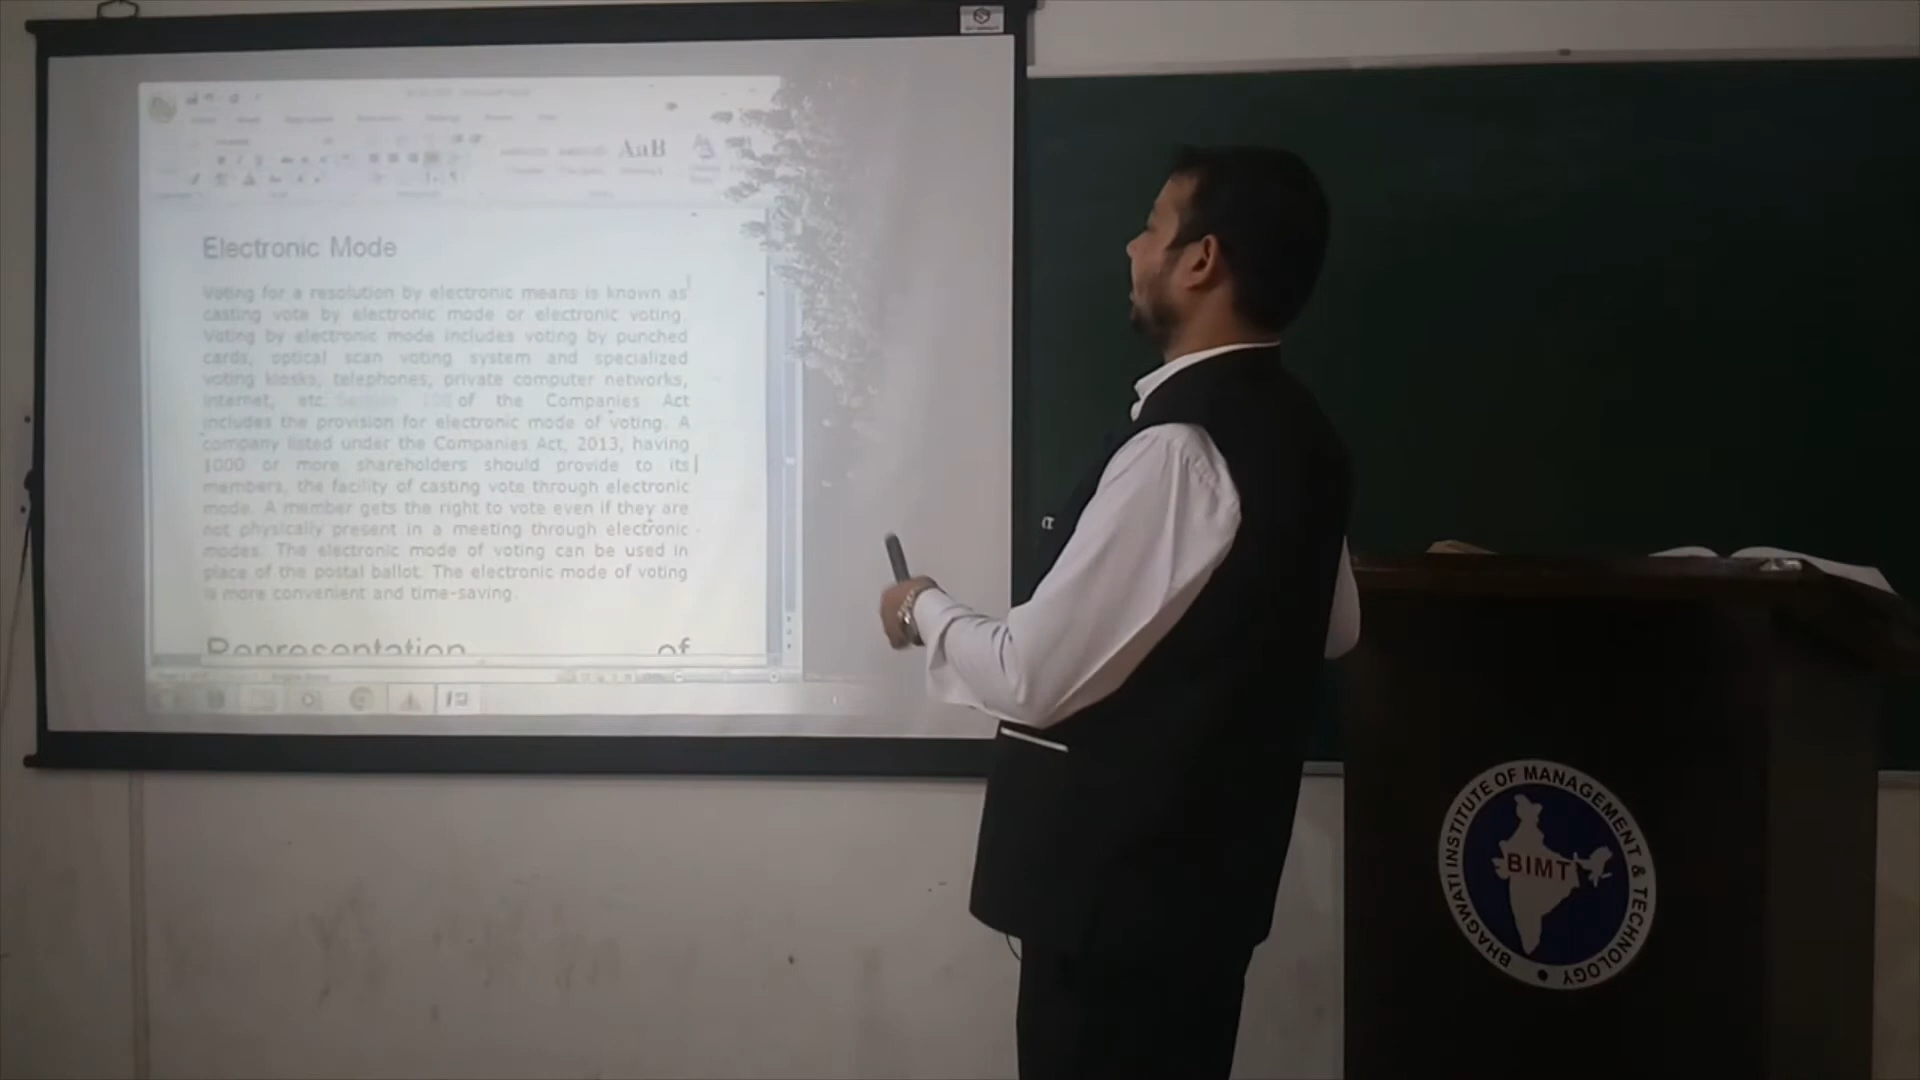 AaB
Electronic Mode
Voting for a resolution by electronic means is known as
casting vote by electronic mode or electronic voting.
Voting by electronic mode includes voting by punched
cards, optical scan voting system and specialized
voting kiosks, telephones, private computer networks,
internet, etc. Section 108 of the Companies Act
includes the provision for electronic mode of voting. A
company listed under the Companies Act, 2013, having
1000 or more shareholders should provide to its
members, the facility of casting vote through electronic
mode. A member gets the right to vote even if they are
not physically present in a meeting through electronic
modes. The electronic mode of voting can be used in
place of the postal ballot. The electronic mode of voting
is more convenient and time-saving.
Representation of
BHAGWATI INSTITUTE OF MANAGEMENT & TECHNOLOGY
BIMT